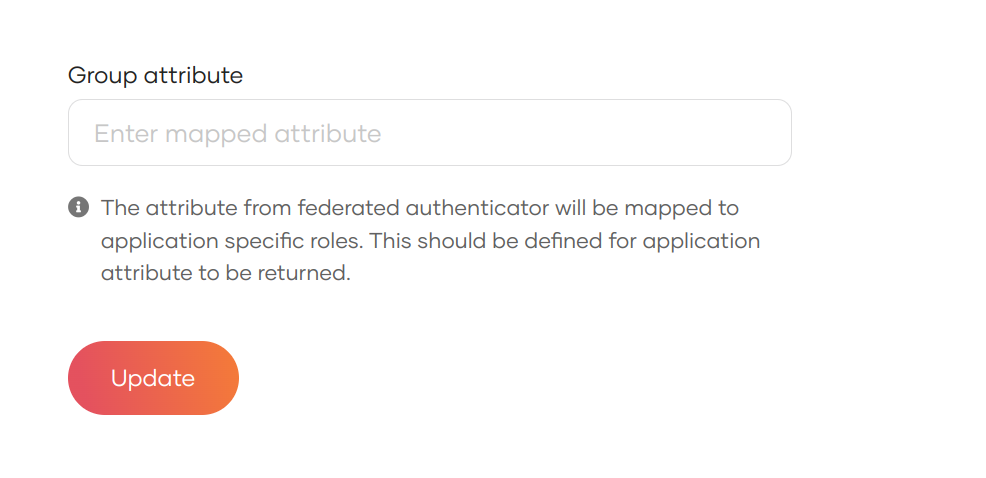 Group attribute
Enter mapped attribute
The attribute from federated authenticator will be mapped to
application specific roles. This should be defined for application
attribute to be returned.
Update